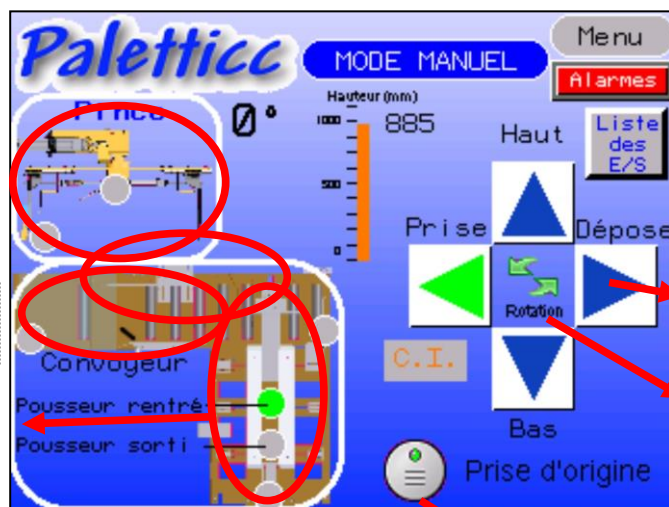 Paletticc
MODE MANUEL
Menu
Alarmes
Pince
0°
Hauteur (mm)
1000
885
500
0
Haut
Liste
des
E/S
Prise
Dépose
Rotation
C.I.
Bas
Convoyeur
Pousseur rentré
Pousseur sorti
Prise d'origine